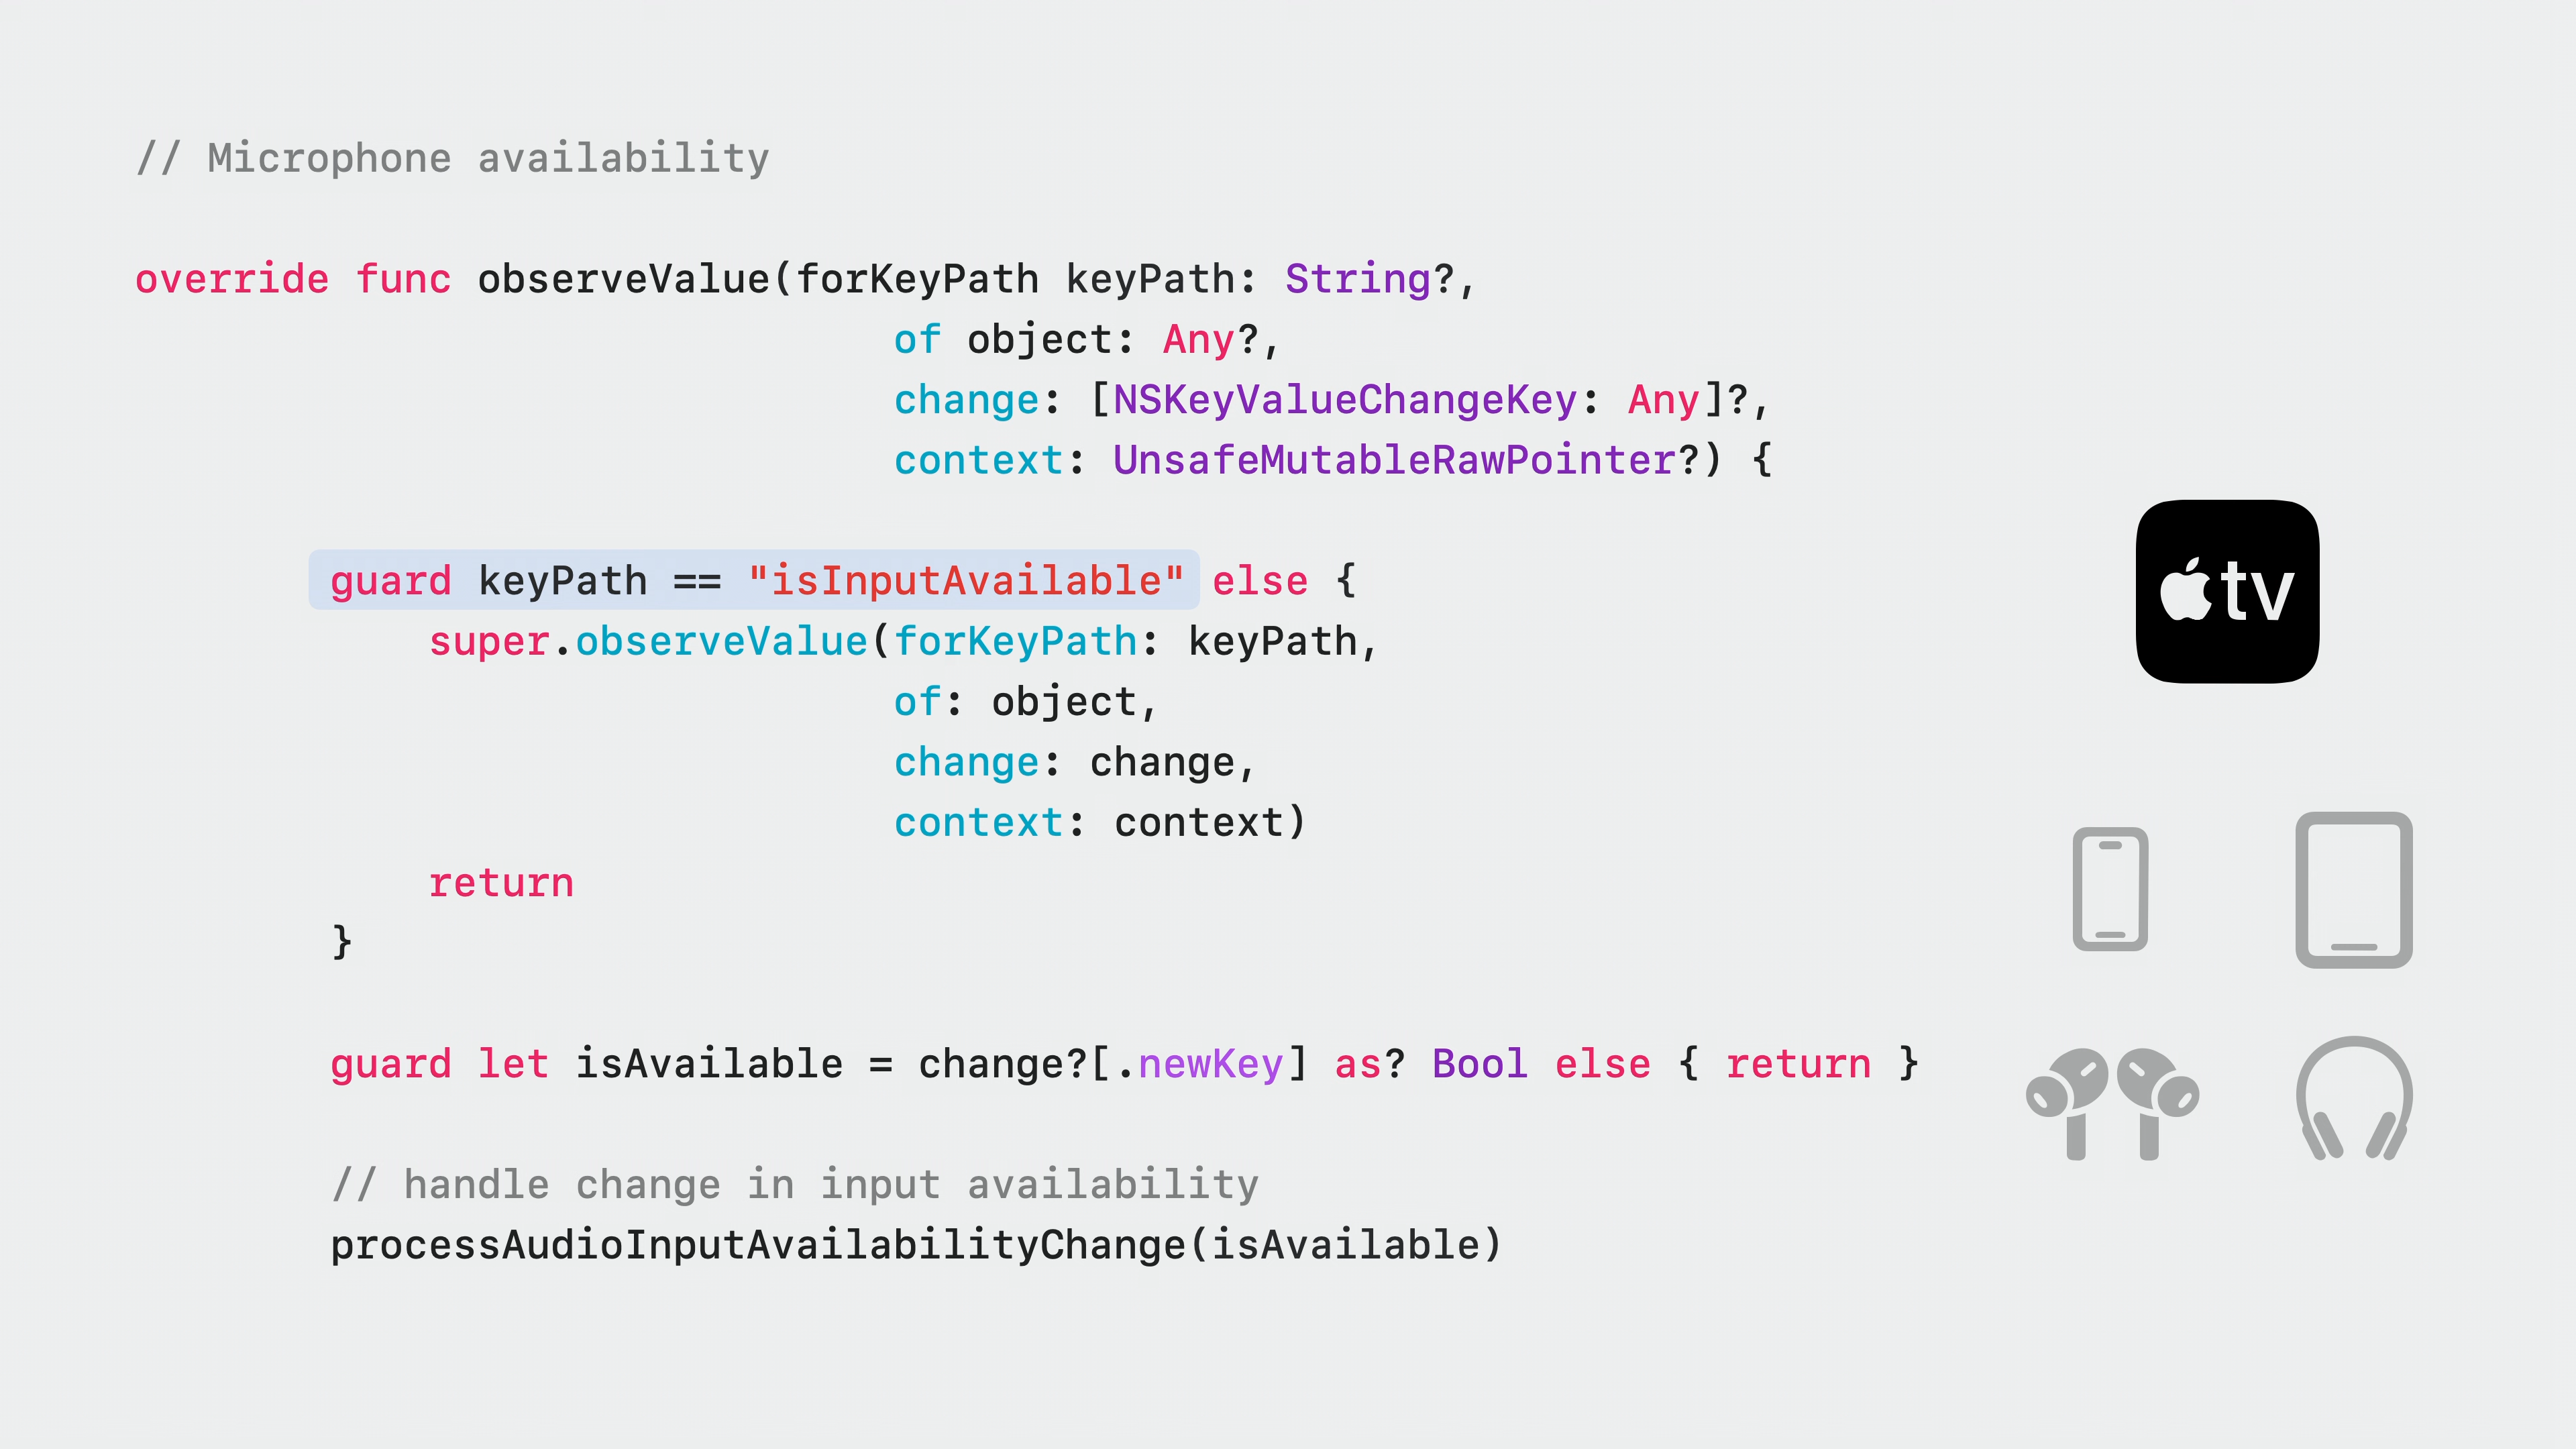 // Microphone availability
override func observeValue(forKeyPath keyPath: String?,
of object: Any?,
change: [NSKeyValueChangeKey: Any]?,
context: UnsafeMutableRawPointer?) {
guard keyPath == "isInputAvailable" else {
super.observeValue(forKeyPath: keyPath,
of: object,
change: change,
context: context)
return
}
guard let isAvailable = change?[.newKey] as? Bool else { return }
// handle change in input availability
processAudioInputAvailabilityChange(isAvailable)
tv